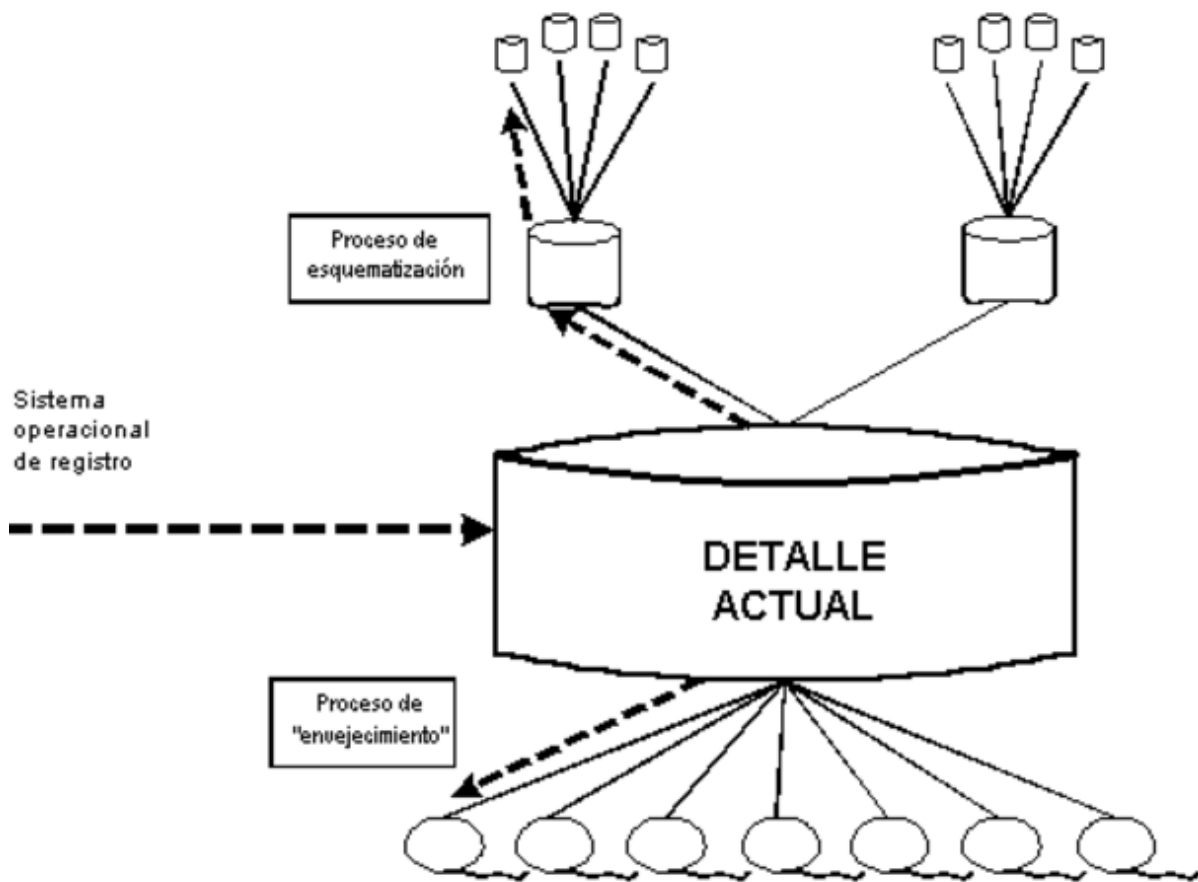 Proceso de
esquematización
Sistema
operacional
de registro
DETALLE
ACTUAL
Proceso de
"envejecimiento"